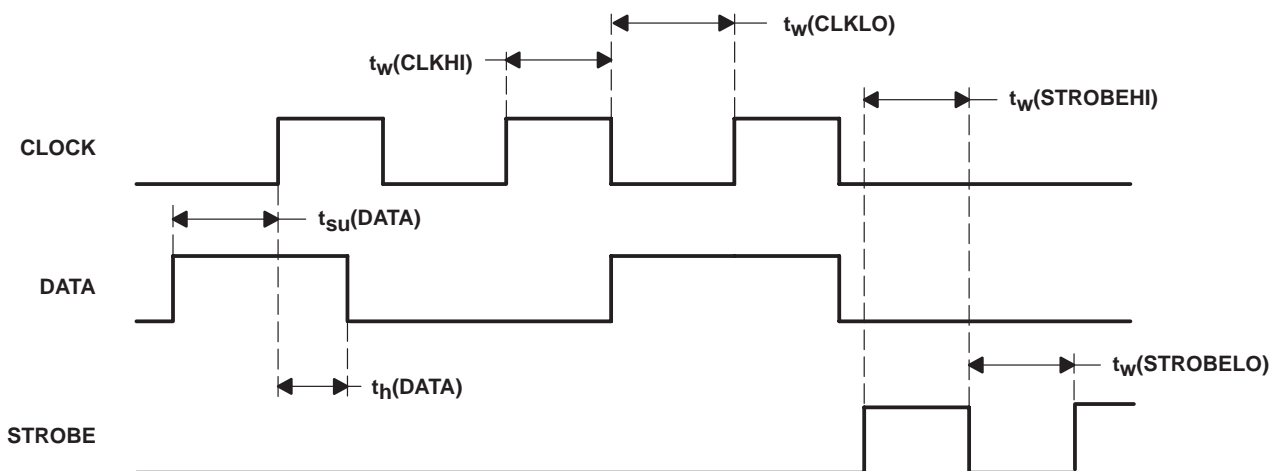 tw(CLKLO)
tw(CLKHI)
tw(STROBEHI)
CLOCK
tsu(DATA)
DATA
tw(STROBELO)
th(DATA)
STROBE